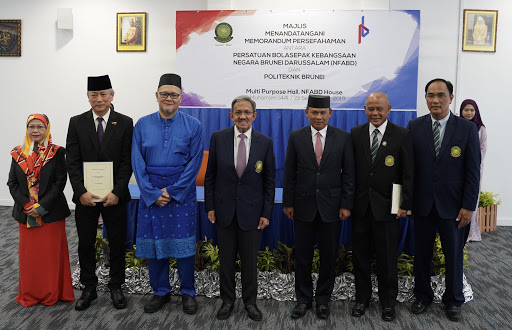 MAJLIS
MENANDATANGANI
MEMORANDUM PERSEFAHAMAN
ANTARA
PERSATUAN BOLASEPAK KEBANGSAAN
NEGARA BRUNEI DARUSSALAM (NFABD)
DAN
POLITEKNIK BRUNEI
Multi Purpose Hall, NFABD House
2019